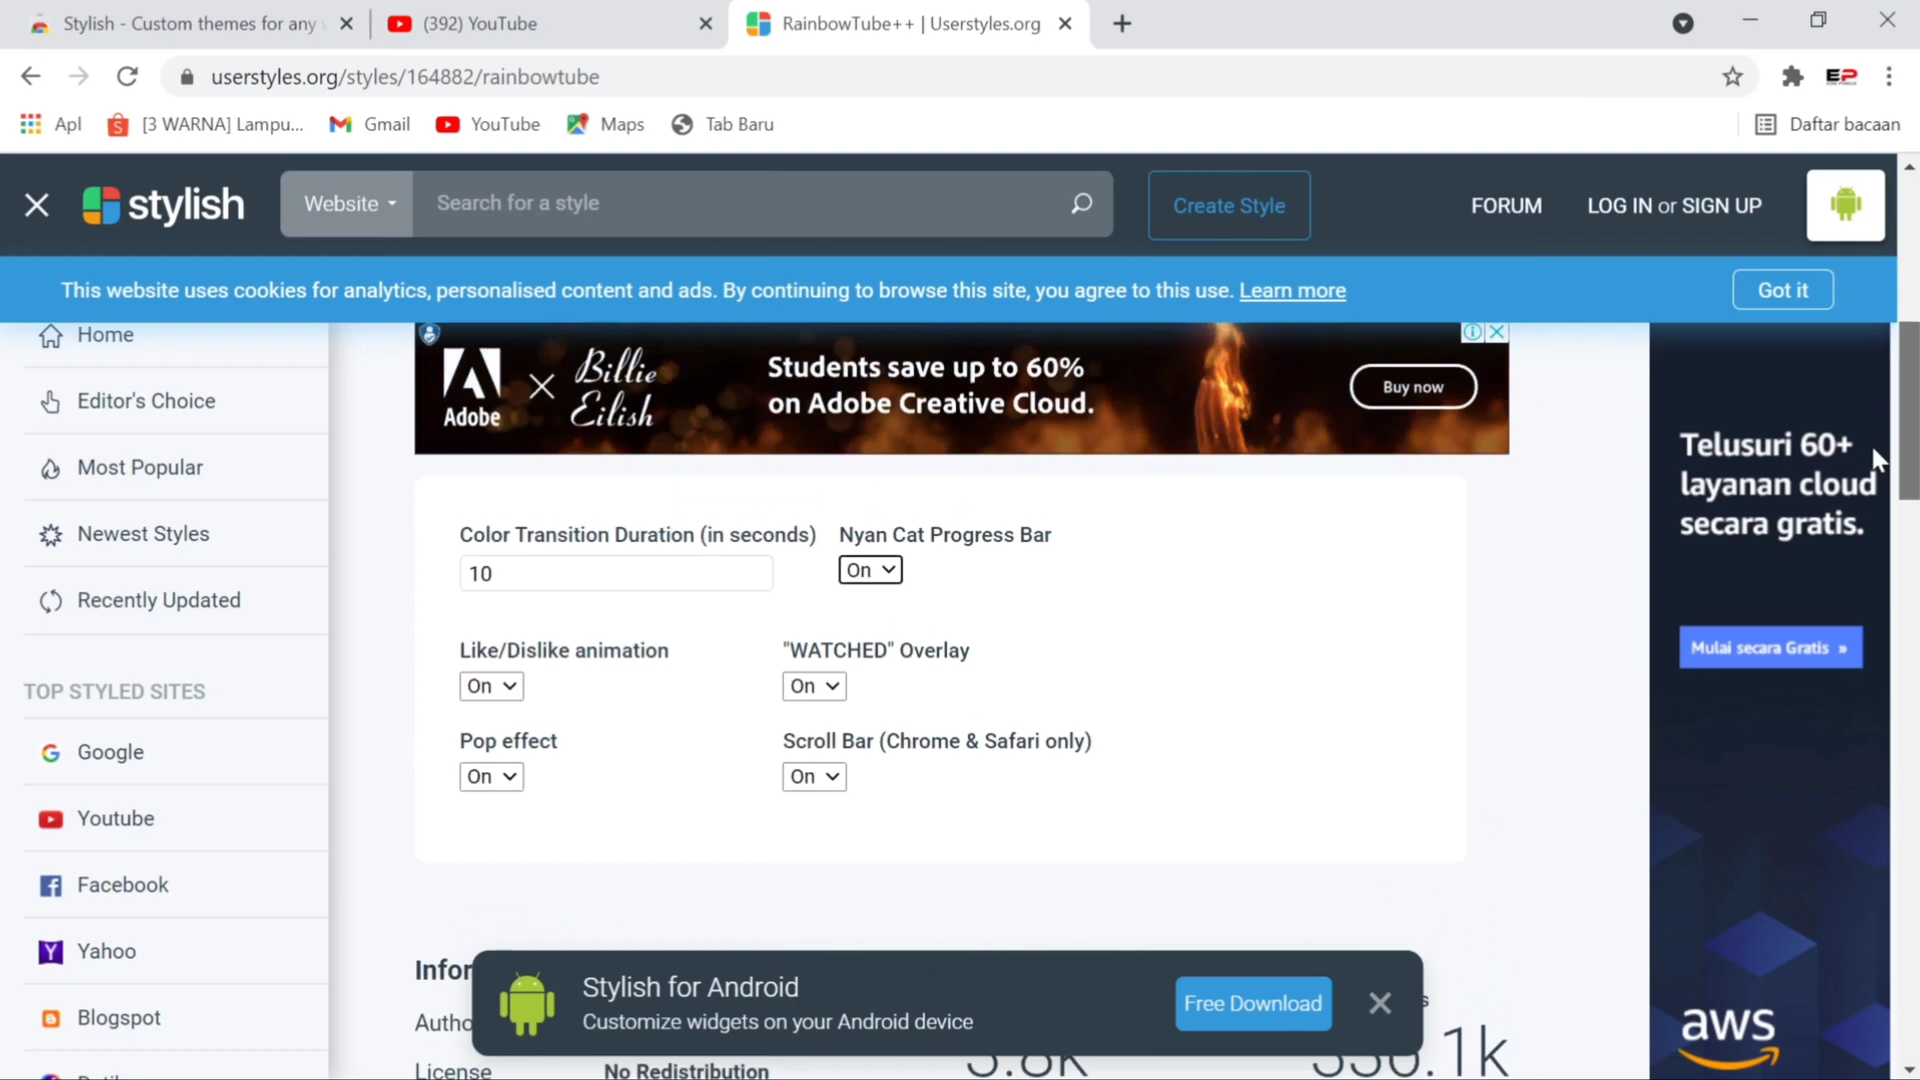 Stylish - Custom themes for any
(392) YouTube
RainbowTube++ | Userstyles.org
userstyles.org/styles/164882/rainbowtube
Apl
[3 WARNA] Lampu...
Gmail
YouTube
Maps
Tab Baru
Daftar bacaan
stylish
Website
Search for a style
Create Style
FORUM
LOG IN or SIGN UP
This website uses cookies for analytics, personalised content and ads. By continuing to browse this site, you agree to this use. Learn more
Got it
Home
Editor's Choice
Most Popular
Newest Styles
Recently Updated
TOP STYLED SITES
Google
Youtube
Facebook
Yahoo
Blogspot
Adobe
Billie
Eilish
Students save up to 60%
on Adobe Creative Cloud.
Buy now
Color Transition Duration (in seconds)
10
Nyan Cat Progress Bar
On
Like/Dislike animation
On
"WATCHED" Overlay
On
Pop effect
On
Scroll Bar (Chrome & Safari only)
On
Infor
Autho
License
No Redistribution
Stylish for Android
Customize widgets on your Android device
Free Download
Telusuri 60+
layanan cloud
secara gratis.
Mulai secara Gratis »
aws